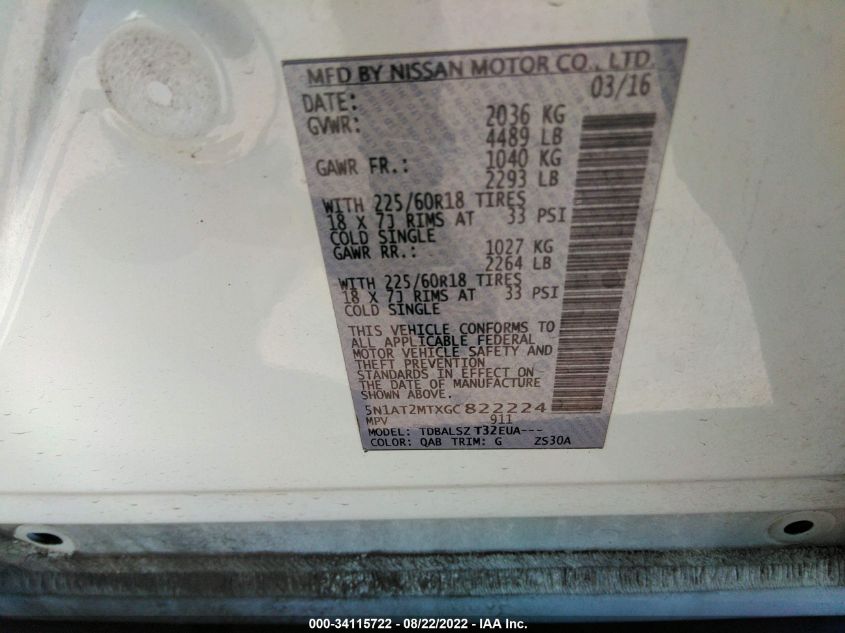 MFD BY NISSAN MOTOR CO., LTD.
DATE: 03/16
GVWR: 2036 KG
4489 LB
GAWR FR.: 1040 KG
2293 LB
WITH 225/60R18 TIRES
18 X 7J RIMS AT 33 PSI
COLD SINGLE
GAWR RR.: 1027 KG
2264 LB
WITH 225/60R18 TIRES
18 X 7J RIMS AT 33 PSI
COLD SINGLE
THIS VEHICLE CONFORMS TO
ALL APPLICABLE FEDERAL
MOTOR VEHICLE SAFETY AND
THEFT PREVENTION
STANDARDS IN EFFECT ON
THE DATE OF MANUFACTURE
SHOWN ABOVE.
5N1AT2MTXGC822224
MPV 911
MODEL: TDBALSZ T32EUA---
COLOR: QAB TRIM: G ZS30A
000-34115722 - 08/22/2022 - IAA Inc.